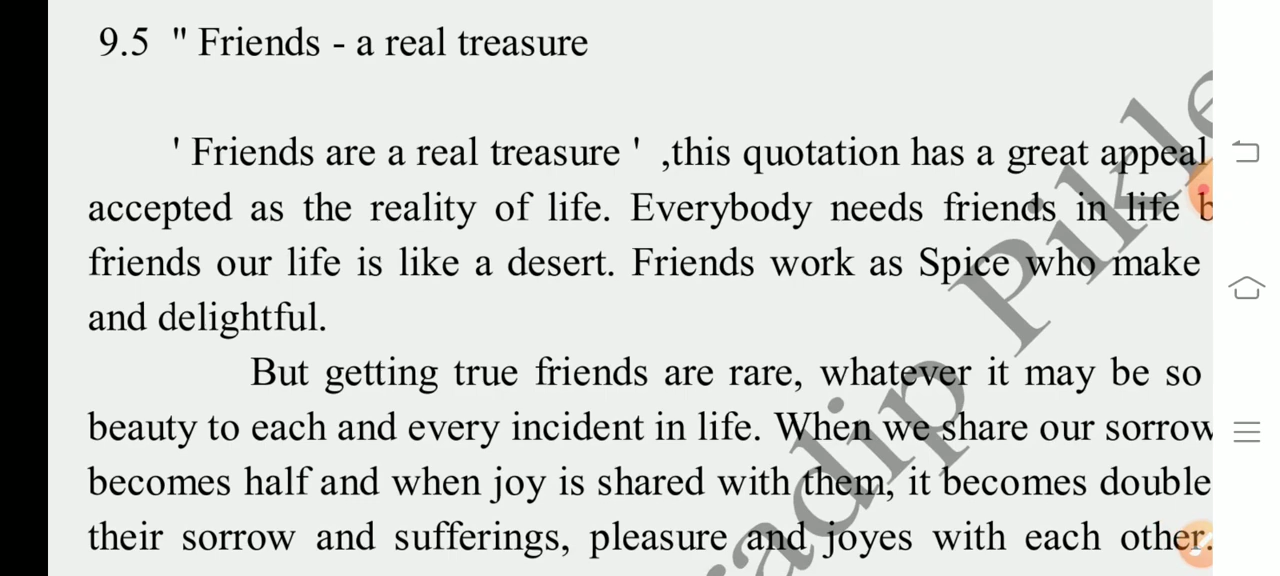 9.5 " Friends - a real treasure
' Friends are a real treasure ' ,this quotation has a great appeal
accepted as the reality of life. Everybody needs friends in life
friends our life is like a desert. Friends work as Spice who make
and delightful.
But getting true friends are rare, whatever it may be so
beauty to each and every incident in life. When we share our sorrow
becomes half and when joy is shared with them, it becomes double
their sorrow and sufferings, pleasure and joyes with each other.